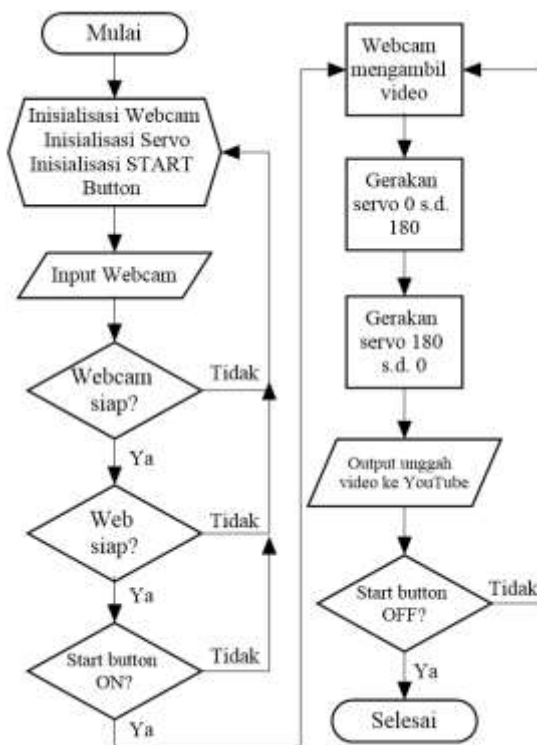 Mulai
Inisialisasi Webcam
Inisialisasi Servo
Inisialisasi START
Button
Input Webcam
Webcam
siap?
Tidak
Ya
Web
siap?
Tidak
Ya
Start button
ON?
Tidak
Ya
Webcam
mengambil
video
Gerakan
servo 0 s.d.
180
Gerakan
servo 180
s.d. 0
Output unggah
video ke YouTube
Start button
OFF?
Tidak
Ya
Selesai